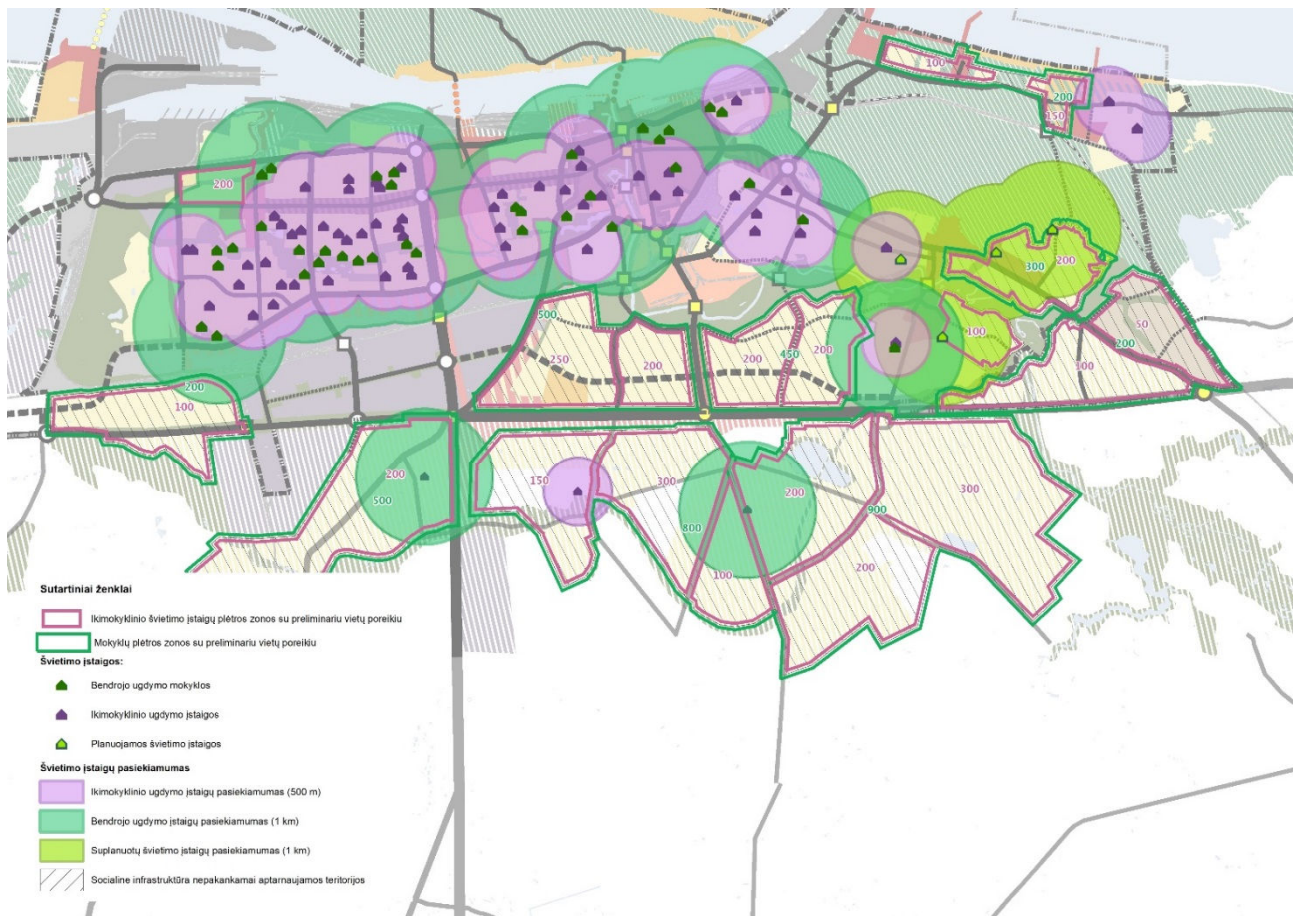 100
200
150
200
300
200
100
50
200
300
500
250
200
200
450
200
200
100
200
500
150
300
800
100
200
900
200
300
Sutartiniai ženklai
Ikimokyklinio švietimo įstaigų plėtros zonos su preliminariu vietų poreikiu
Mokyklų plėtros zonos su preliminariu vietų poreikiu
Švietimo įstaigos:
Bendrojo ugdymo mokyklos
Ikimokyklinio ugdymo įstaigos
Planuojamos švietimo įstaigos
Švietimo įstaigų pasiekiamumas
Ikimokyklinio ugdymo įstaigų pasiekiamumas (500 m)
Bendrojo ugdymo įstaigų pasiekiamumas (1 km)
Suplanuotų švietimo įstaigų pasiekiamumas (1 km)
Socialine infrastruktūra nepakankamai aptarnaujamos teritorijos